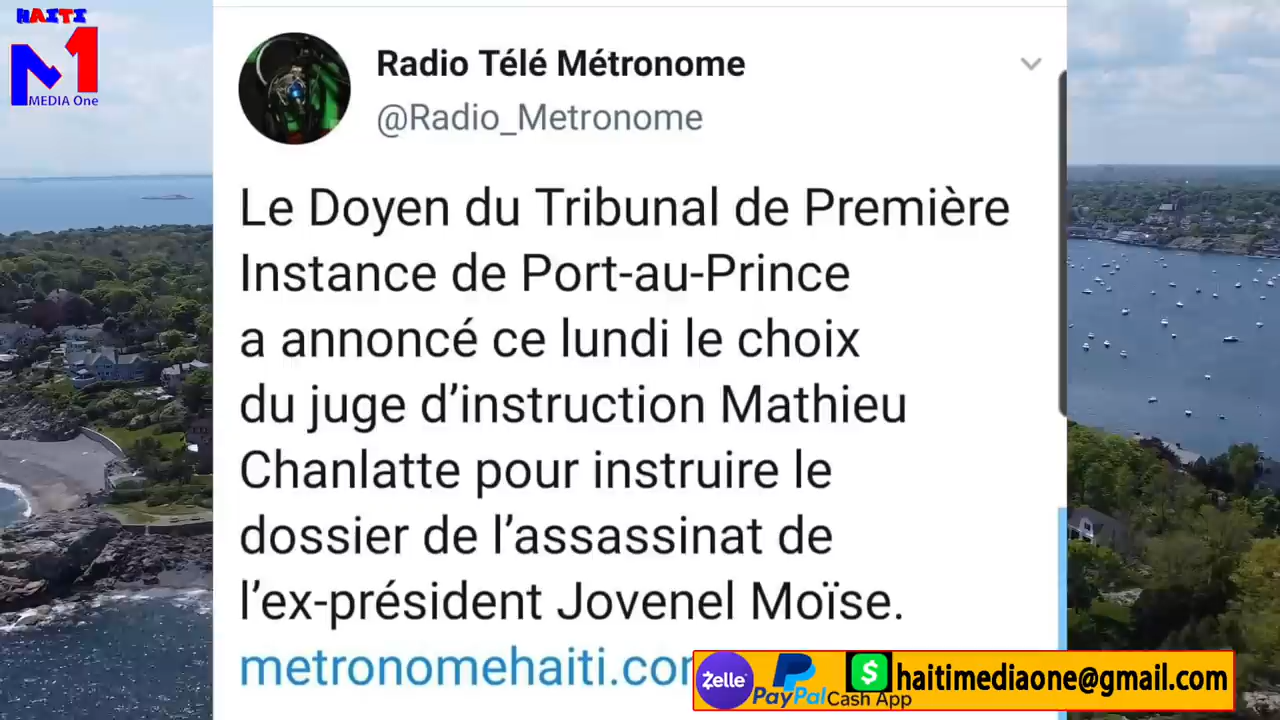 HAITI
M1
MEDIA One
Radio Télé Métronome
@Radio_Metronome
Le Doyen du Tribunal de Première
Instance de Port-au-Prince
a annoncé ce lundi le choix
du juge d’instruction Mathieu
Chanlatte pour instruire le
dossier de l’assassinat de
l’ex-président Jovenel Moïse.
metronomehaiti.com
Zelle
PayPal
$
Cash App
haitimediaone@gmail.com